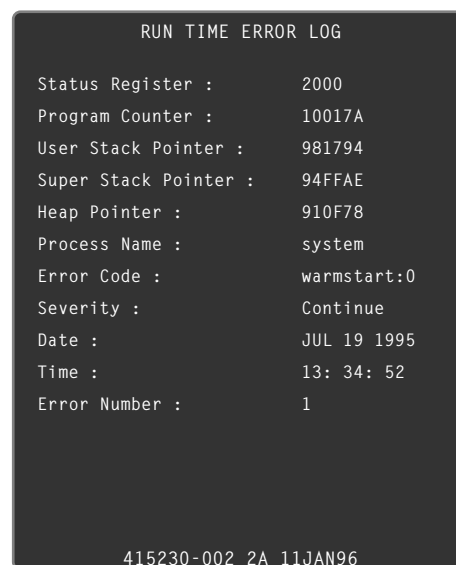 RUN TIME ERROR LOG
Status Register : 2000
Program Counter : 10017A
User Stack Pointer : 981794
Super Stack Pointer : 94FFAE
Heap Pointer : 910F78
Process Name : system
Error Code : warmstart:0
Severity : Continue
Date : JUL 19 1995
Time : 13: 34: 52
Error Number : 1
415230-002 2A 11JAN96